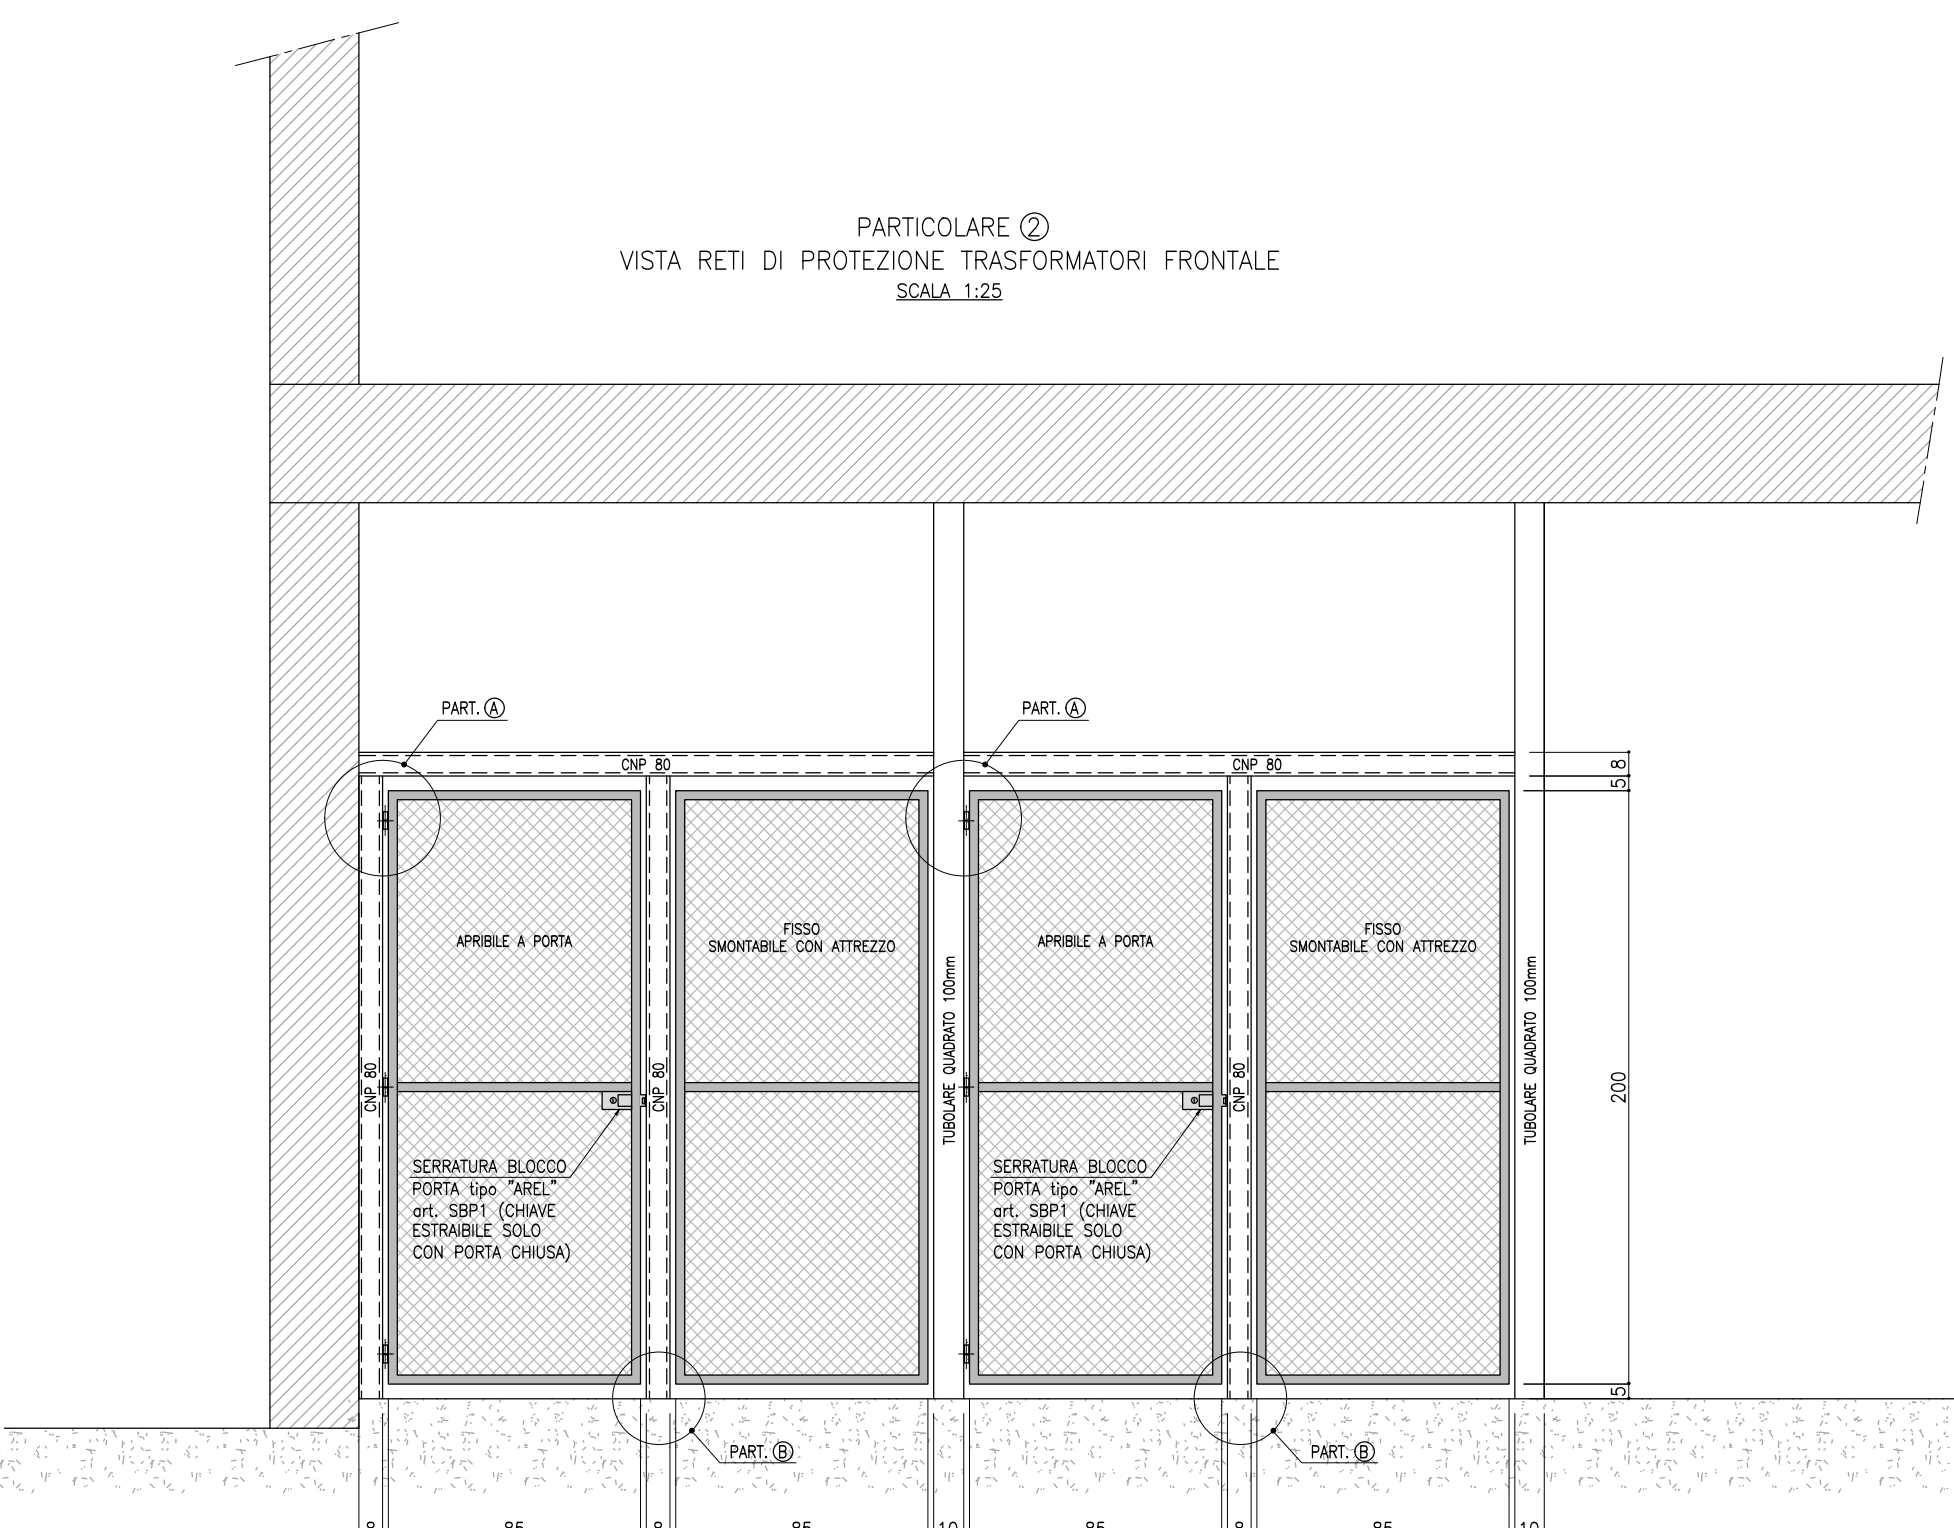 PARTICOLARE 2
VISTA RETI DI PROTEZIONE TRASFORMATORI FRONTALE
SCALA 1:25
PART. A
PART. A
CNP 80
CNP 80
8
5
APRIBILE A PORTA
FISSO
SMONTABILE CON ATTREZZO
APRIBILE A PORTA
FISSO
SMONTABILE CON ATTREZZO
CNP 80
CNP 80
TUBOLARE QUADRATO 100mm
CNP 80
TUBOLARE QUADRATO 100mm
200
SERRATURA BLOCCO
PORTA tipo "AREL"
art. SBP1 (CHIAVE
ESTRAIBILE SOLO
CON PORTA CHIUSA)
SERRATURA BLOCCO
PORTA tipo "AREL"
art. SBP1 (CHIAVE
ESTRAIBILE SOLO
CON PORTA CHIUSA)
5
PART. B
PART. B
8 85 8 85 10 85 8 85 10